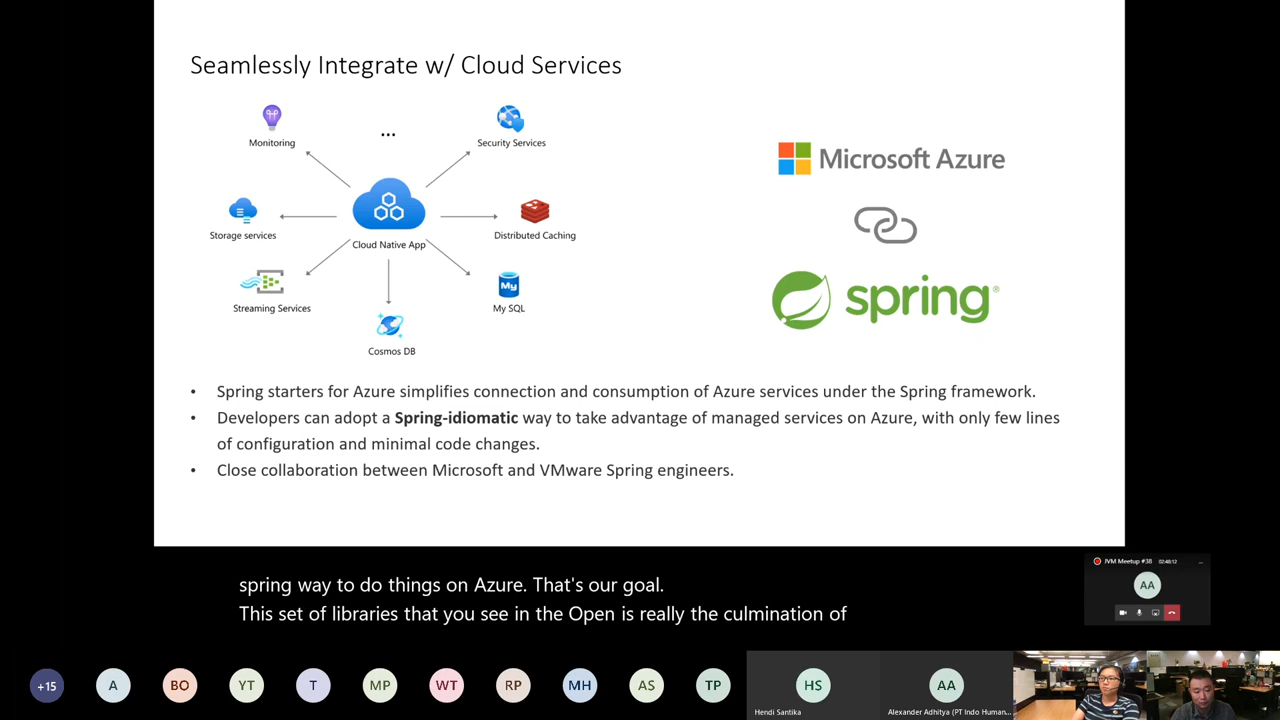 Seamlessly Integrate w/ Cloud Services
Monitoring
...
Security Services
Storage services
Cloud Native App
Distributed Caching
Streaming Services
My
My SQL
Cosmos DB
Microsoft Azure
spring®
• Spring starters for Azure simplifies connection and consumption of Azure services under the Spring framework.
• Developers can adopt a Spring-idiomatic way to take advantage of managed services on Azure, with only few lines
of configuration and minimal code changes.
• Close collaboration between Microsoft and VMware Spring engineers.
spring way to do things on Azure. That's our goal.
This set of libraries that you see in the Open is really the culmination of
JVM Meetup #38 02:48:12 ...
AA
+15
A
BO
YT
T
MP
WT
RP
MH
AS
TP
HS
Hendi Santika
AA
Alexander Adhitya (PT Indo Human...